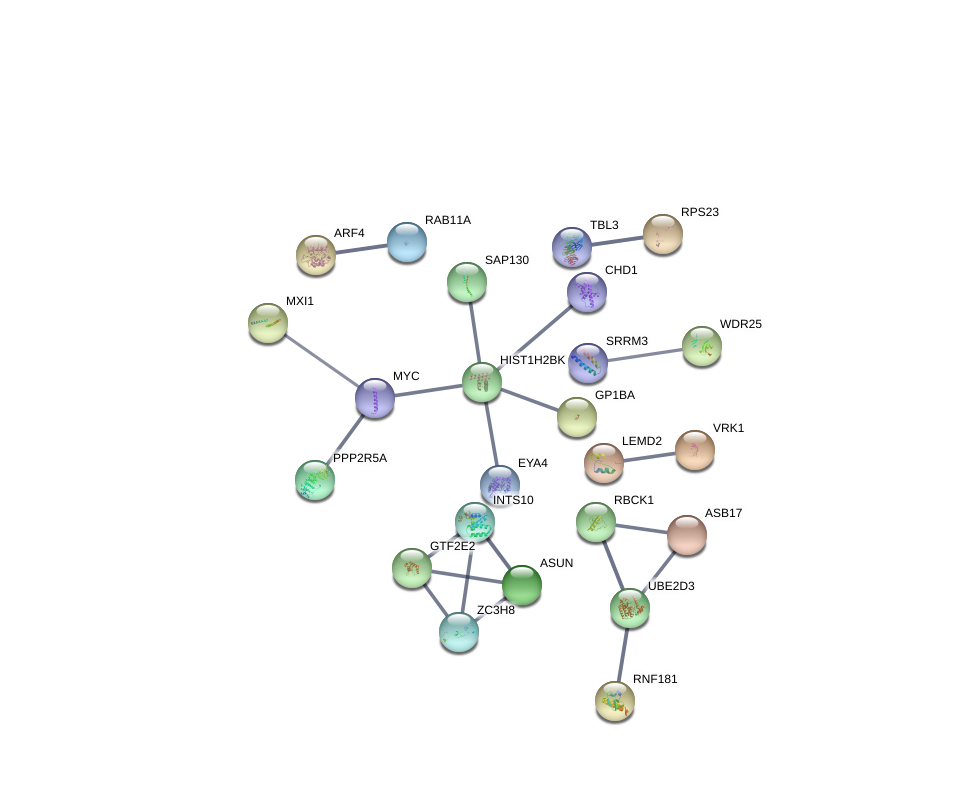 RPS23
RAB11A
TBL3
ARF4
SAP130
CHD1
MXI1
WDR25
SRRM3
HIST1H2BK
MYC
GP1BA
VRK1
LEMD2
PPP2R5A
EYA4
INTS10
RBCK1
ASB17
GTF2E2
ASUN
UBE2D3
ZC3H8
RNF181